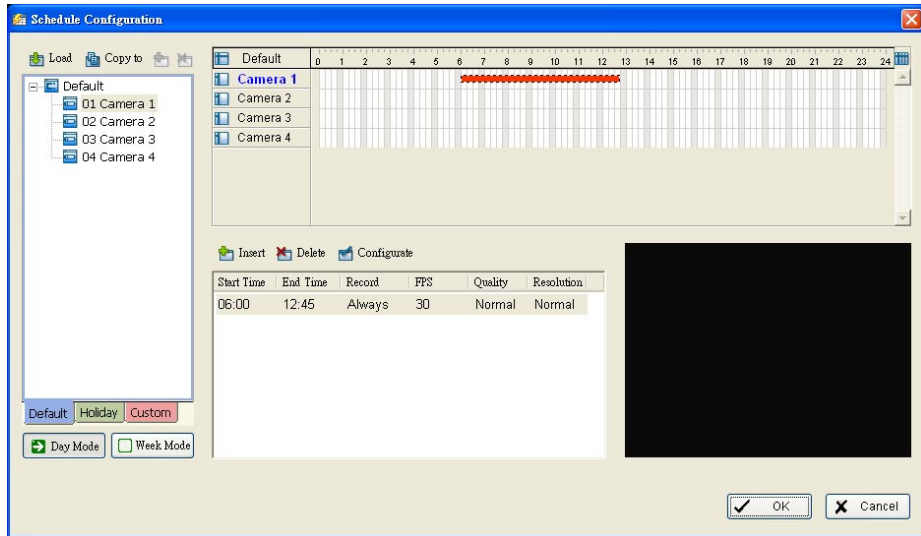 Schedule Configuration
Load Copy to
Default
01 Camera 1
02 Camera 2
03 Camera 3
04 Camera 4
Default Holiday Custom
Day Mode Week Mode
Default 0 1 2 3 4 5 6 7 8 9 10 11 12 13 14 15 16 17 18 19 20 21 22 23 24
Camera 1
Camera 2
Camera 3
Camera 4
Insert Delete Configurate
Start Time End Time Record FPS Quality Resolution
06:00 12:45 Always 30 Normal Normal
OK Cancel